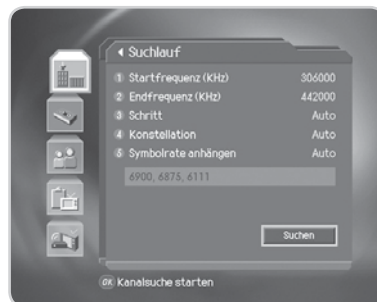 Suchlauf
1 Startfrequenz (KHz) 306000
2 Endfrequenz (KHz) 442000
3 Schritt Auto
4 Konstellation Auto
5 Symbolrate anhängen Auto
6900, 6875, 6111
Suchen
OK Kanalsuche starten